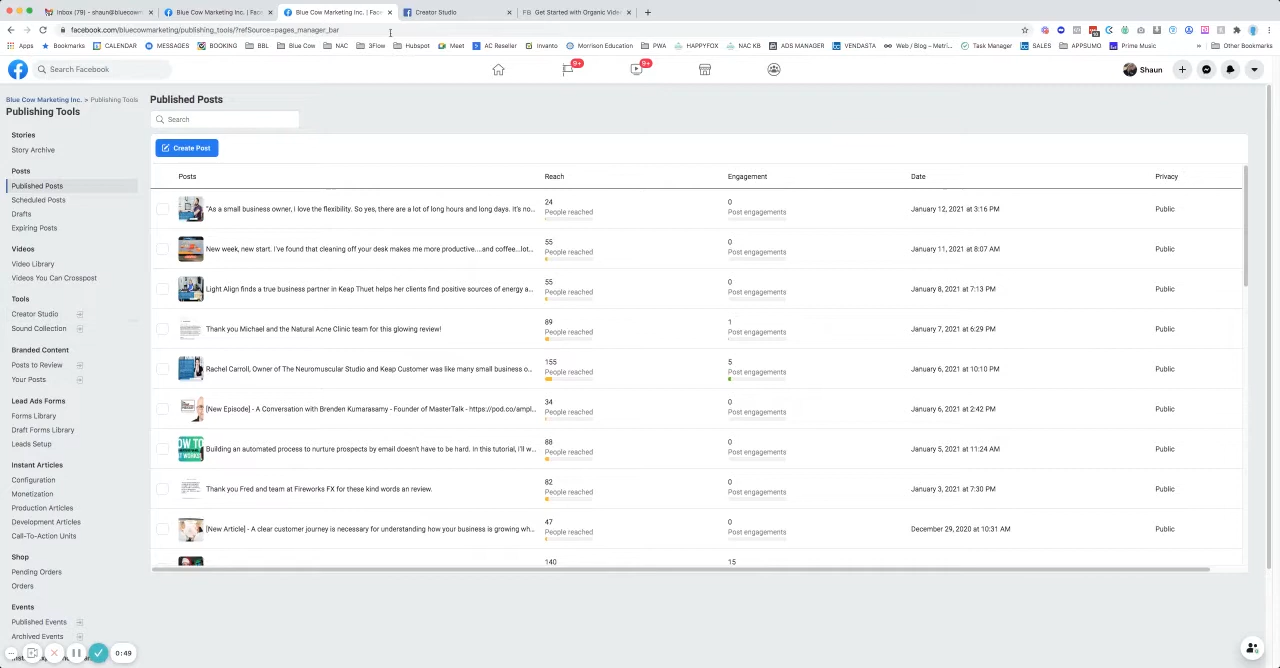 Inbox (79) - shaun@bluecowm
Blue Cow Marketing Inc. | Face
Blue Cow Marketing Inc. | Face
Creator Studio
FB Get Started with Organic Video
facebook.com/bluecowmarketing/publishing_tools/?refSource=pages_manager_bar
Apps Bookmarks CALENDAR MESSAGES BOOKING BBL Blue Cow NAC 3Flow Hubspot Meet AC Reseller Invanto Morrison Education PWA HAPPYFOX NAC KB ADS MANAGER VENDASTA Web / Blog – Metri... Task Manager SALES APPSUMO Prime Music » Other Bookmarks
Search Facebook
9+
9+
Shaun
Blue Cow Marketing Inc. > Publishing Tools
Publishing Tools
Stories
Story Archive
Posts
Published Posts
Scheduled Posts
Drafts
Expiring Posts
Videos
Video Library
Videos You Can Crosspost
Tools
Creator Studio
Sound Collection
Branded Content
Posts to Review
Your Posts
Lead Ads Forms
Forms Library
Draft Forms Library
Leads Setup
Instant Articles
Configuration
Monetization
Production Articles
Development Articles
Call-To-Action Units
Shop
Pending Orders
Orders
Events
Published Events
Archived Events
0:49
Published Posts
Search
Create Post
Posts Reach Engagement Date Privacy
"As a small business owner, I love the flexibility. So yes, there are a lot of long hours and long days. It's no... 24 People reached 0 Post engagements January 12, 2021 at 3:16 PM Public
New week, new start. I've found that cleaning off your desk makes me more productive....and coffee...lot... 55 People reached 0 Post engagements January 11, 2021 at 8:07 AM Public
Light Align finds a true business partner in Keap Thuet helps her clients find positive sources of energy a... 55 People reached 0 Post engagements January 8, 2021 at 7:13 PM Public
Thank you Michael and the Natural Acne Clinic team for this glowing review! 89 People reached 1 Post engagements January 7, 2021 at 6:29 PM Public
Rachel Carroll, Owner of The Neuromuscular Studio and Keap Customer was like many small business o... 155 People reached 5 Post engagements January 6, 2021 at 10:10 PM Public
[New Episode] - A Conversation with Brenden Kumarasamy - Founder of MasterTalk - https://pod.co/ampl... 34 People reached 0 Post engagements January 6, 2021 at 2:42 PM Public
Building an automated process to nurture prospects by email doesn't have to be hard. In this tutorial, I'll w... 88 People reached 0 Post engagements January 5, 2021 at 11:24 AM Public
Thank you Fred and team at Fireworks FX for these kind words an review. 82 People reached 0 Post engagements January 3, 2021 at 7:30 PM Public
[New Article] - A clear customer journey is necessary for understanding how your business is growing wh... 47 People reached 0 Post engagements December 29, 2020 at 10:31 AM Public
140 15